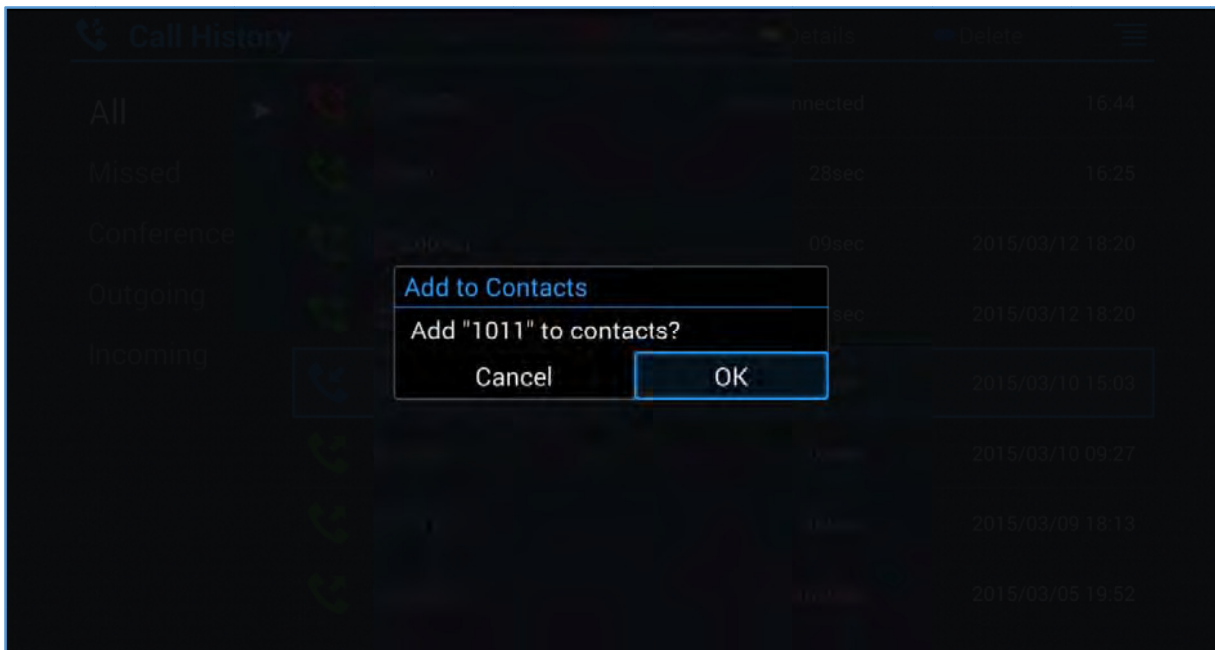 Call History Details Delete
All nnected 16:44
Missed 28sec 16:25
Conference 09sec 2015/03/12 18:20
Outgoing sec 2015/03/12 18:20
Incoming 2015/03/10 15:03
2015/03/10 09:27
2015/03/09 18:13
2015/03/05 19:52
Add to Contacts
Add "1011" to contacts?
Cancel OK